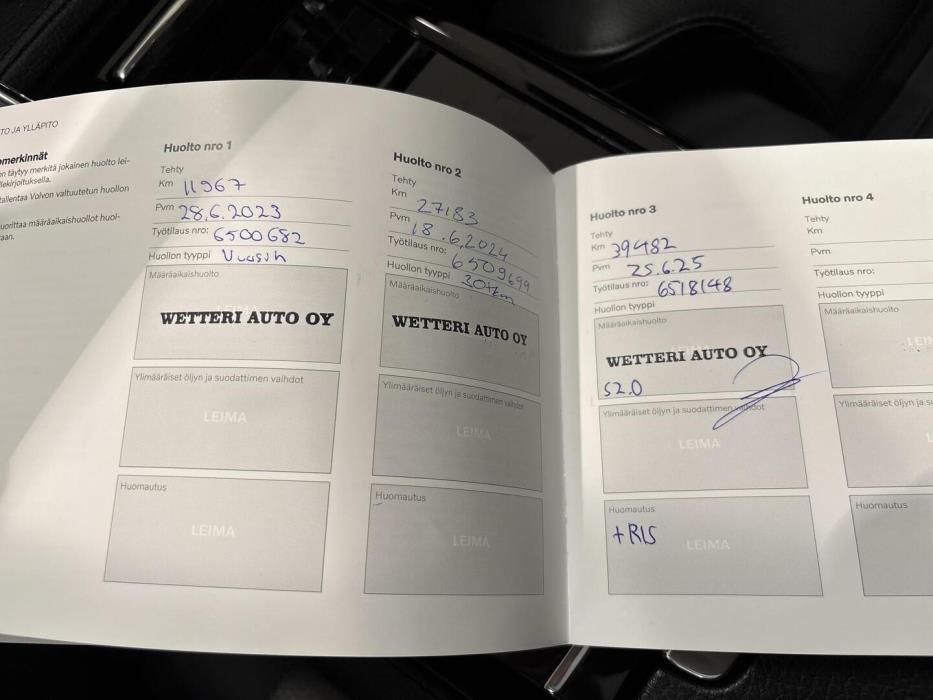 TO JA YLLÄPITO
omerkinnät
en täytyy merkitä jokainen huolto lei-
lekirjoituksella.
tallentaa Volvon valtuutetun huollon
uorittaa määräaikaishuollot huol-
aan.
Huolto nro 1
Tehty
Km 11967
Pvm 28.6.2023
Työtilaus nro: 6500682
Huollon tyyppi Vuosih
Määräaikaishuolto
LEIMA
WETTERI AUTO OY
Ylimääräiset öljyn ja suodattimen vaihdot
LEIMA
Huomautus
LEIMA
Huolto nro 2
Tehty
Km 27183
Pvm 18.6.2024
Työtilaus nro: 6509699
Huollon tyyppi 30tkm
Määräaikaishuolto
WETTERI AUTO OY
Ylimääräiset öljyn ja suodattimen vaihdot
LEIMA
Huomautus
LEIMA
Huolto nro 3
Tehty
Km 39482
Pvm 25.6.25
Työtilaus nro: 6518148
Huollon tyyppi
Määräaikaishuolto
WETTERI AUTO OY
S2.0
Ylimääräiset öljyn ja suodattimen vaihdot
LEIMA
Huomautus
+RIS
LEIMA
Huolto nro 4
Tehty
Km
Pvm
Työtilaus nro:
Huollon tyyppi
Määräaikaishuolto
LEI
Ylimääräiset öljyn ja su
L
Huomautus